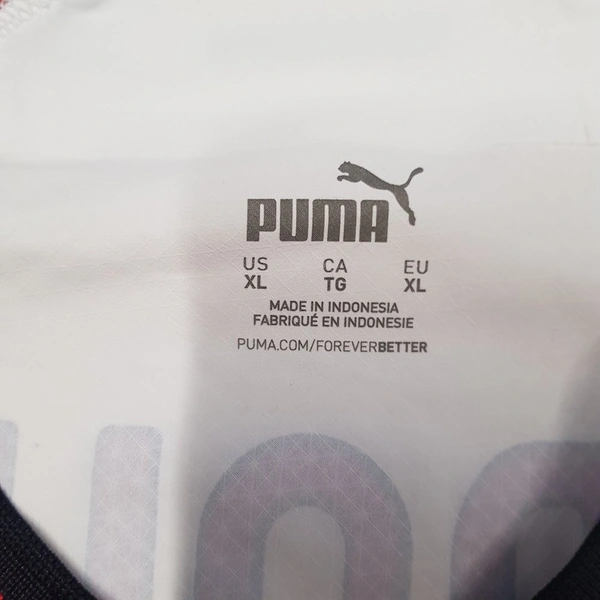 PUMA
US CA EU
XL TG XL
MADE IN INDONESIA
FABRIQUÉ EN INDONESIE
PUMA.COM/FOREVERBETTER